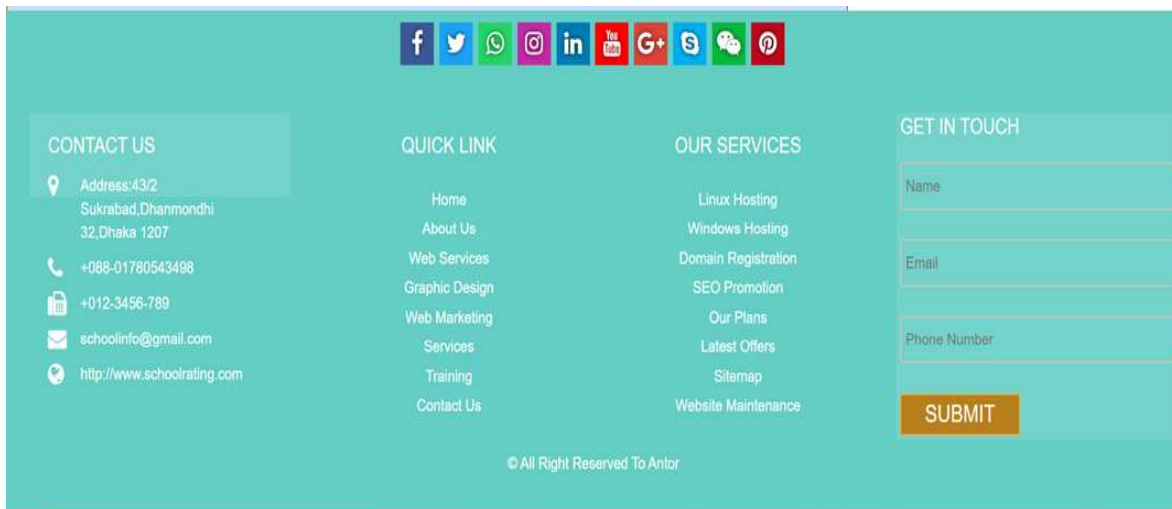 f in You Tube G+ S
CONTACT US
Address:43/2
Sukrabad,Dhanmondhi
32,Dhaka 1207
+088-01780543498
+012-3456-789
schoolinfo@gmail.com
http://www.schoolrating.com
QUICK LINK
Home
About Us
Web Services
Graphic Design
Web Marketing
Services
Training
Contact Us
OUR SERVICES
Linux Hosting
Windows Hosting
Domain Registration
SEO Promotion
Our Plans
Latest Offers
Sitemap
Website Maintenance
GET IN TOUCH
Name
Email
Phone Number
SUBMIT
© All Right Reserved To Antor